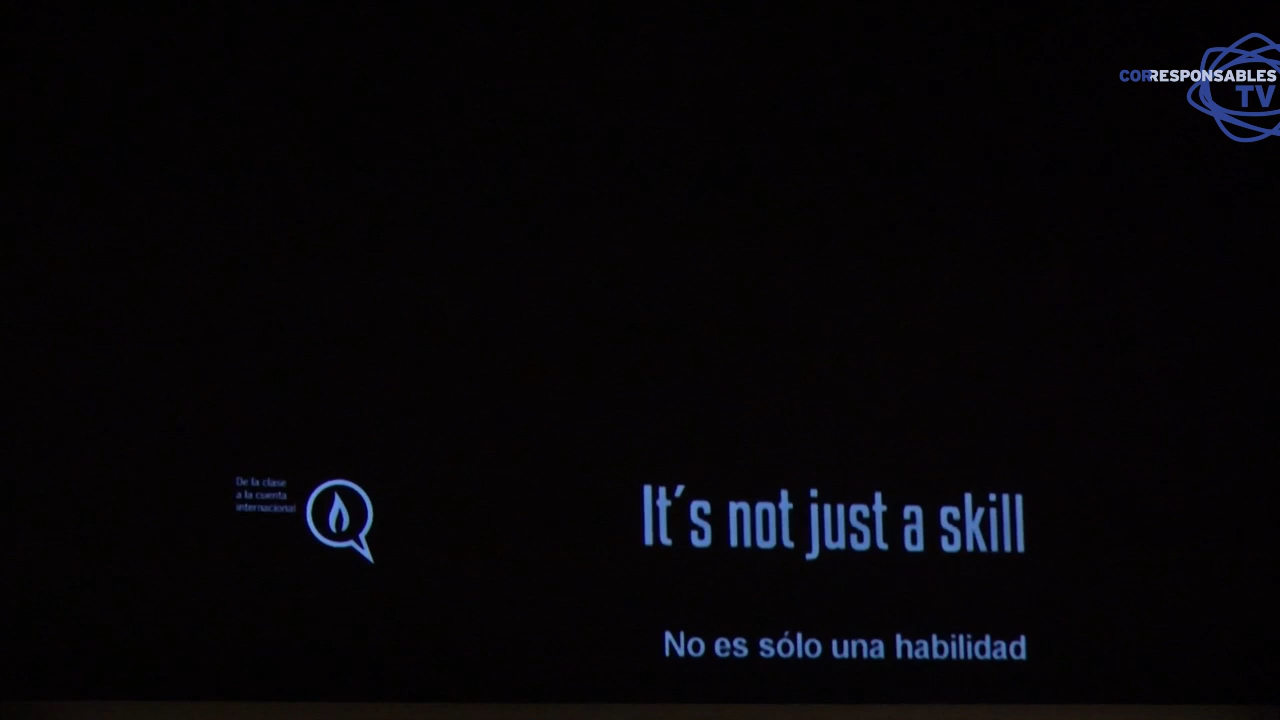 CORRESPONSABLES
TV
De la clase
a la cuenta
internacional
It´s not just a skill
No es sólo una habilidad